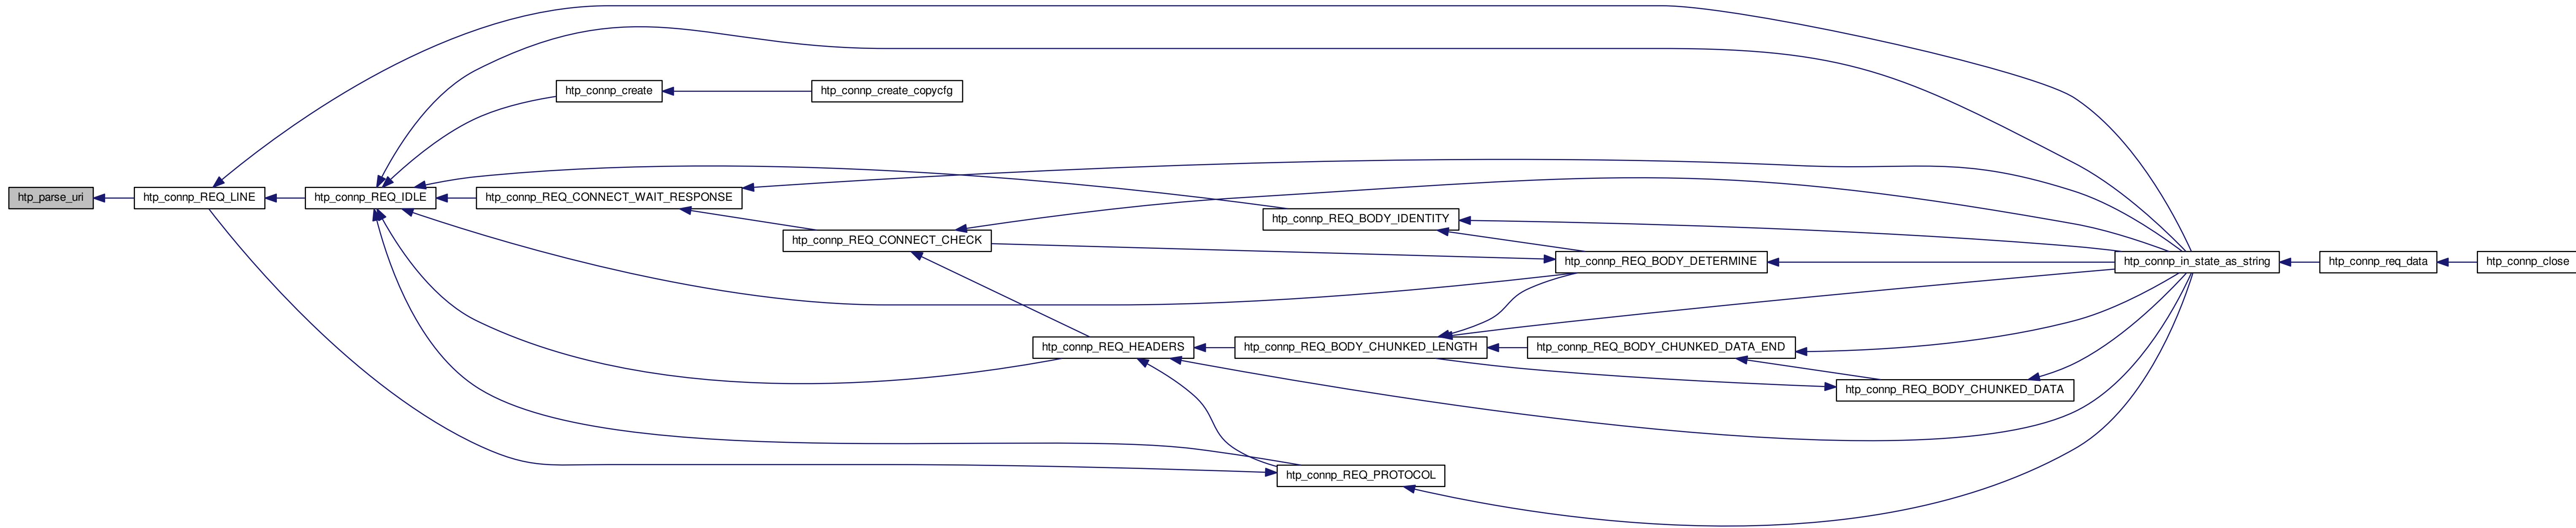 htp_connp_create
htp_connp_create_copycfg
htp_parse_uri
htp_connp_REQ_LINE
htp_connp_REQ_IDLE
htp_connp_REQ_CONNECT_WAIT_RESPONSE
htp_connp_REQ_BODY_IDENTITY
htp_connp_REQ_CONNECT_CHECK
htp_connp_REQ_BODY_DETERMINE
htp_connp_in_state_as_string
htp_connp_req_data
htp_connp_close
htp_connp_REQ_HEADERS
htp_connp_REQ_BODY_CHUNKED_LENGTH
htp_connp_REQ_BODY_CHUNKED_DATA_END
htp_connp_REQ_BODY_CHUNKED_DATA
htp_connp_REQ_PROTOCOL